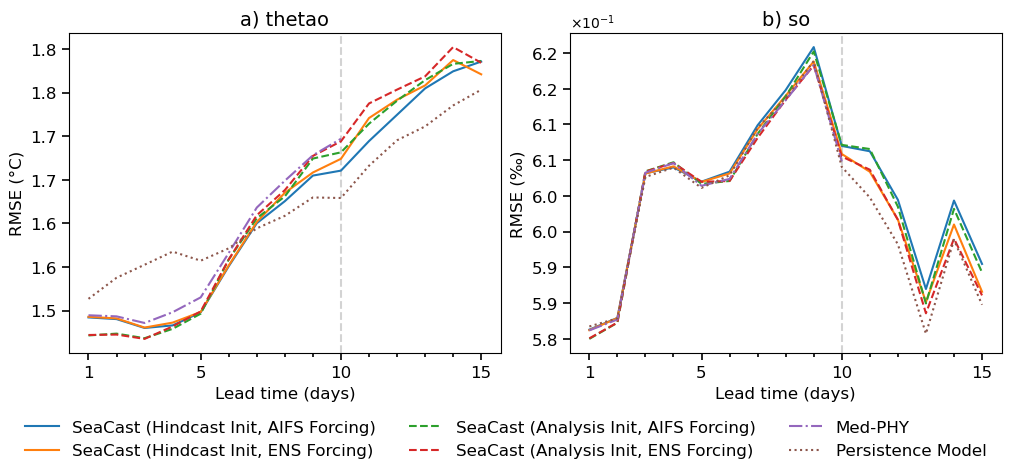 a) thetao
b) so
×10⁻¹
1.8
1.8
1.7
1.7
1.6
1.6
1.5
RMSE (°C)
1
5
10
15
Lead time (days)
6.2
6.2
6.1
6.1
6.0
6.0
5.9
5.9
5.8
RMSE (‰)
1
5
10
15
Lead time (days)
SeaCast (Hindcast Init, AIFS Forcing)
SeaCast (Hindcast Init, ENS Forcing)
SeaCast (Analysis Init, AIFS Forcing)
SeaCast (Analysis Init, ENS Forcing)
Med-PHY
Persistence Model